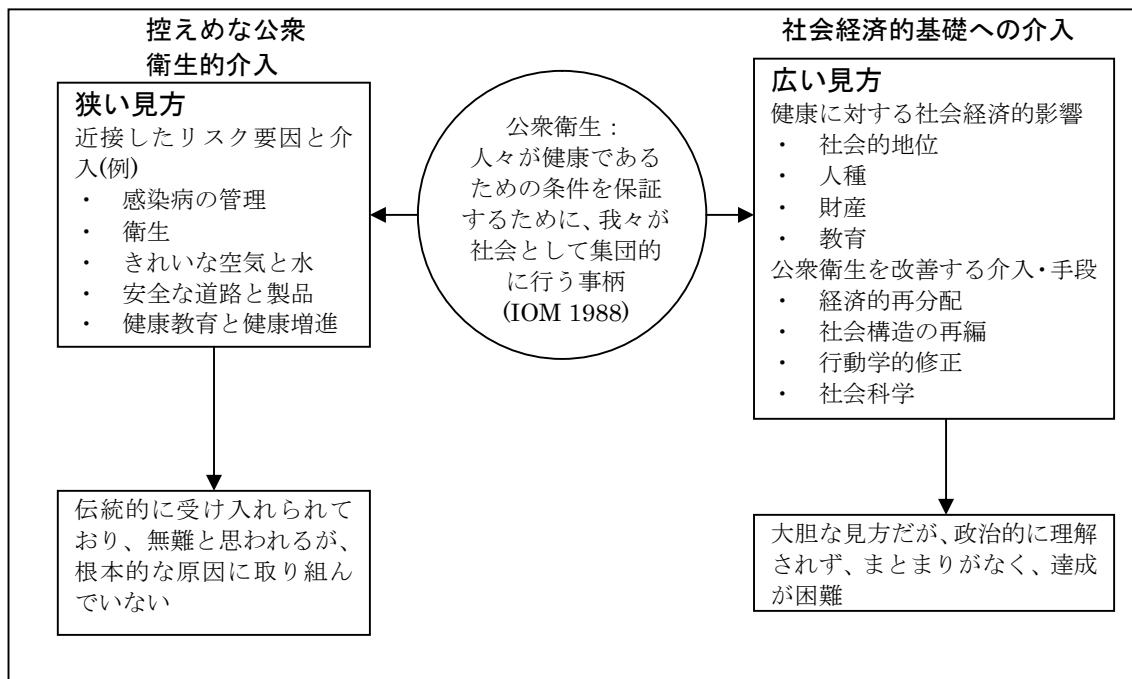 控えめな公衆
衛生的介入
狭い見方
近接したリスク要因と介
入(例)
・ 感染病の管理
・ 衛生
・ きれいな空気と水
・ 安全な道路と製品
・ 健康教育と健康増進
伝統的に受け入れられて
おり、無難と思われるが、
根本的な原因に取り組ん
でいない
公衆衛生：
人々が健康である
ための条件を保証
するために、我々が
社会として集団的
に行う事柄
(IOM 1988)
社会経済的基礎への介入
広い見方
健康に対する社会経済的影響
・ 社会的地位
・ 人種
・ 財産
・ 教育
公衆衛生を改善する介入・手段
・ 経済的再分配
・ 社会構造の再編
・ 行動学的修正
・ 社会科学
大胆な見方だが、政治的に理解
されず、まとまりがなく、達成
が困難